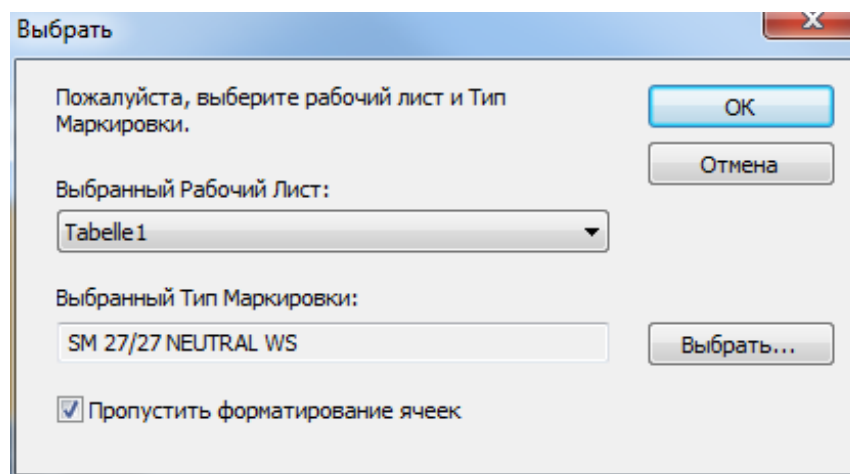 Выбрать
Пожалуйста, выберите рабочий лист и Тип
Маркировки.
OK
Отмена
Выбранный Рабочий Лист:
Tabelle1
Выбранный Тип Маркировки:
SM 27/27 NEUTRAL WS
Выбрать...
Пропустить форматирование ячеек